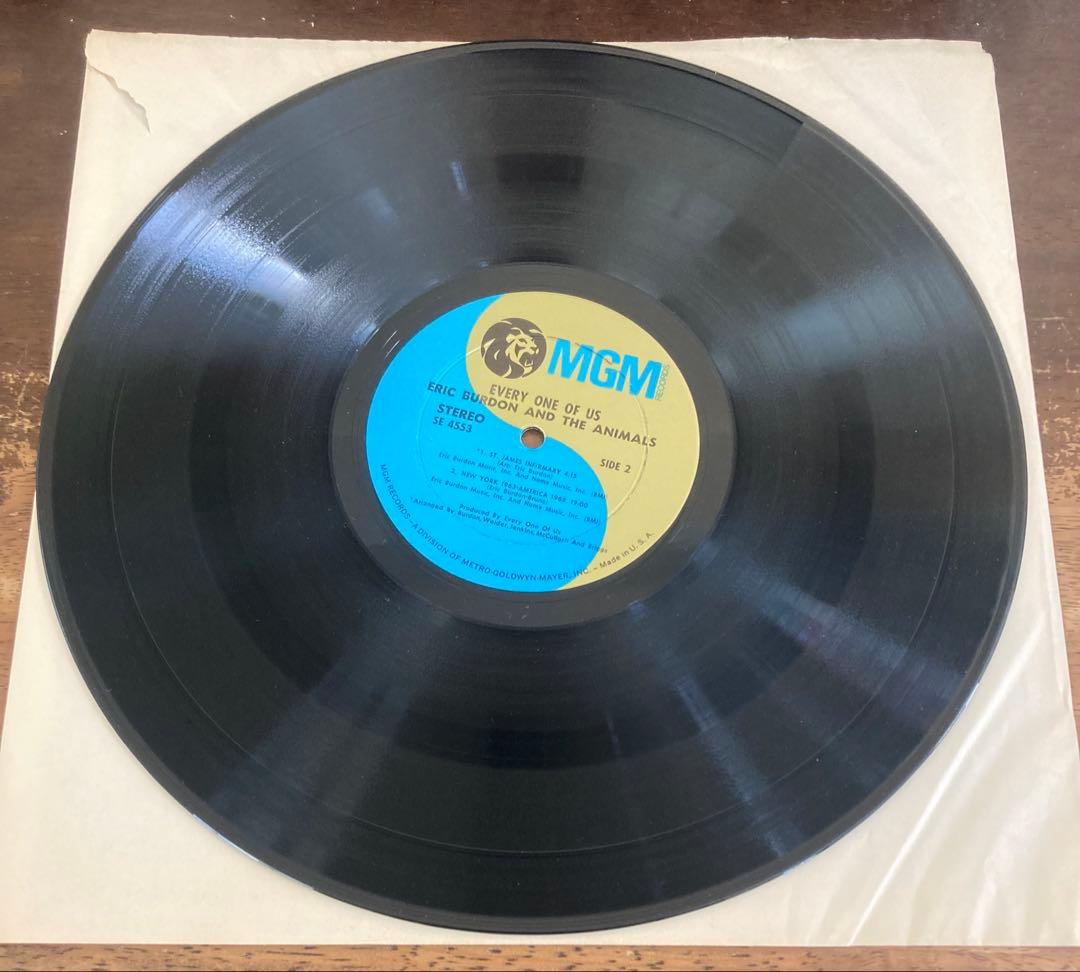 MGM
RECORDS
EVERY ONE OF US
ERIC BURDON AND THE ANIMALS
STEREO
SE 4553
SIDE 2
*1. ST. JAMES INFIRMARY 4:15
(Arr: Eric Burdon)
Eric Burdon Music, Inc. And Noma Music, Inc. (BMI)
2. NEW YORK 1963-AMERICA 1968 19:00
(Eric Burdon-Bruno)
Eric Burdon Music, Inc. And Noma Music, Inc. (BMI)
Produced By Every One Of Us
*Arranged By Burdon, Weider, Jenkins, McCulloch And Briggs
MGM RECORDS – A DIVISION OF METRO-GOLDWYN-MAYER, INC. – Made in U. S. A.